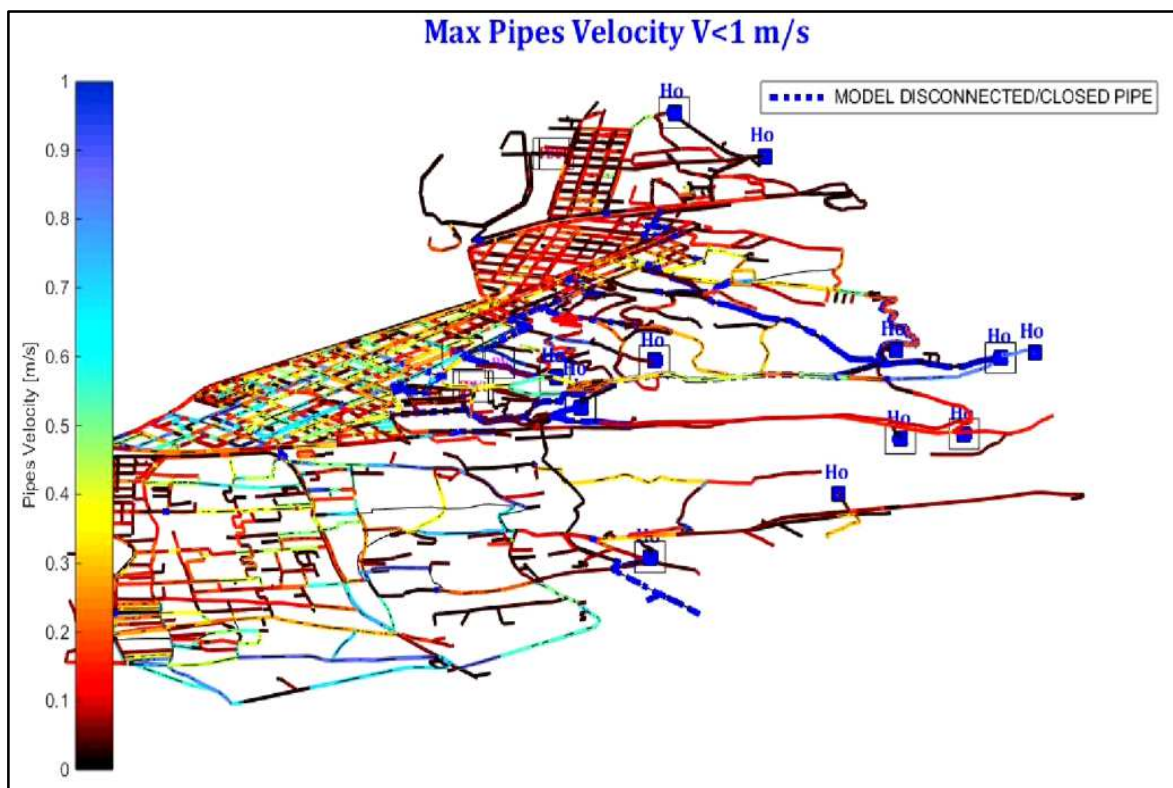 Max Pipes Velocity V<1 m/s
MODEL DISCONNECTED/CLOSED PIPE
Pipes Velocity [m/s]
1
0.9
0.8
0.7
0.6
0.5
0.4
0.3
0.2
0.1
0
Ho
Ho
Ho
Ho
Ho
Ho
Ho
Ho
Ho
Ho
Ho